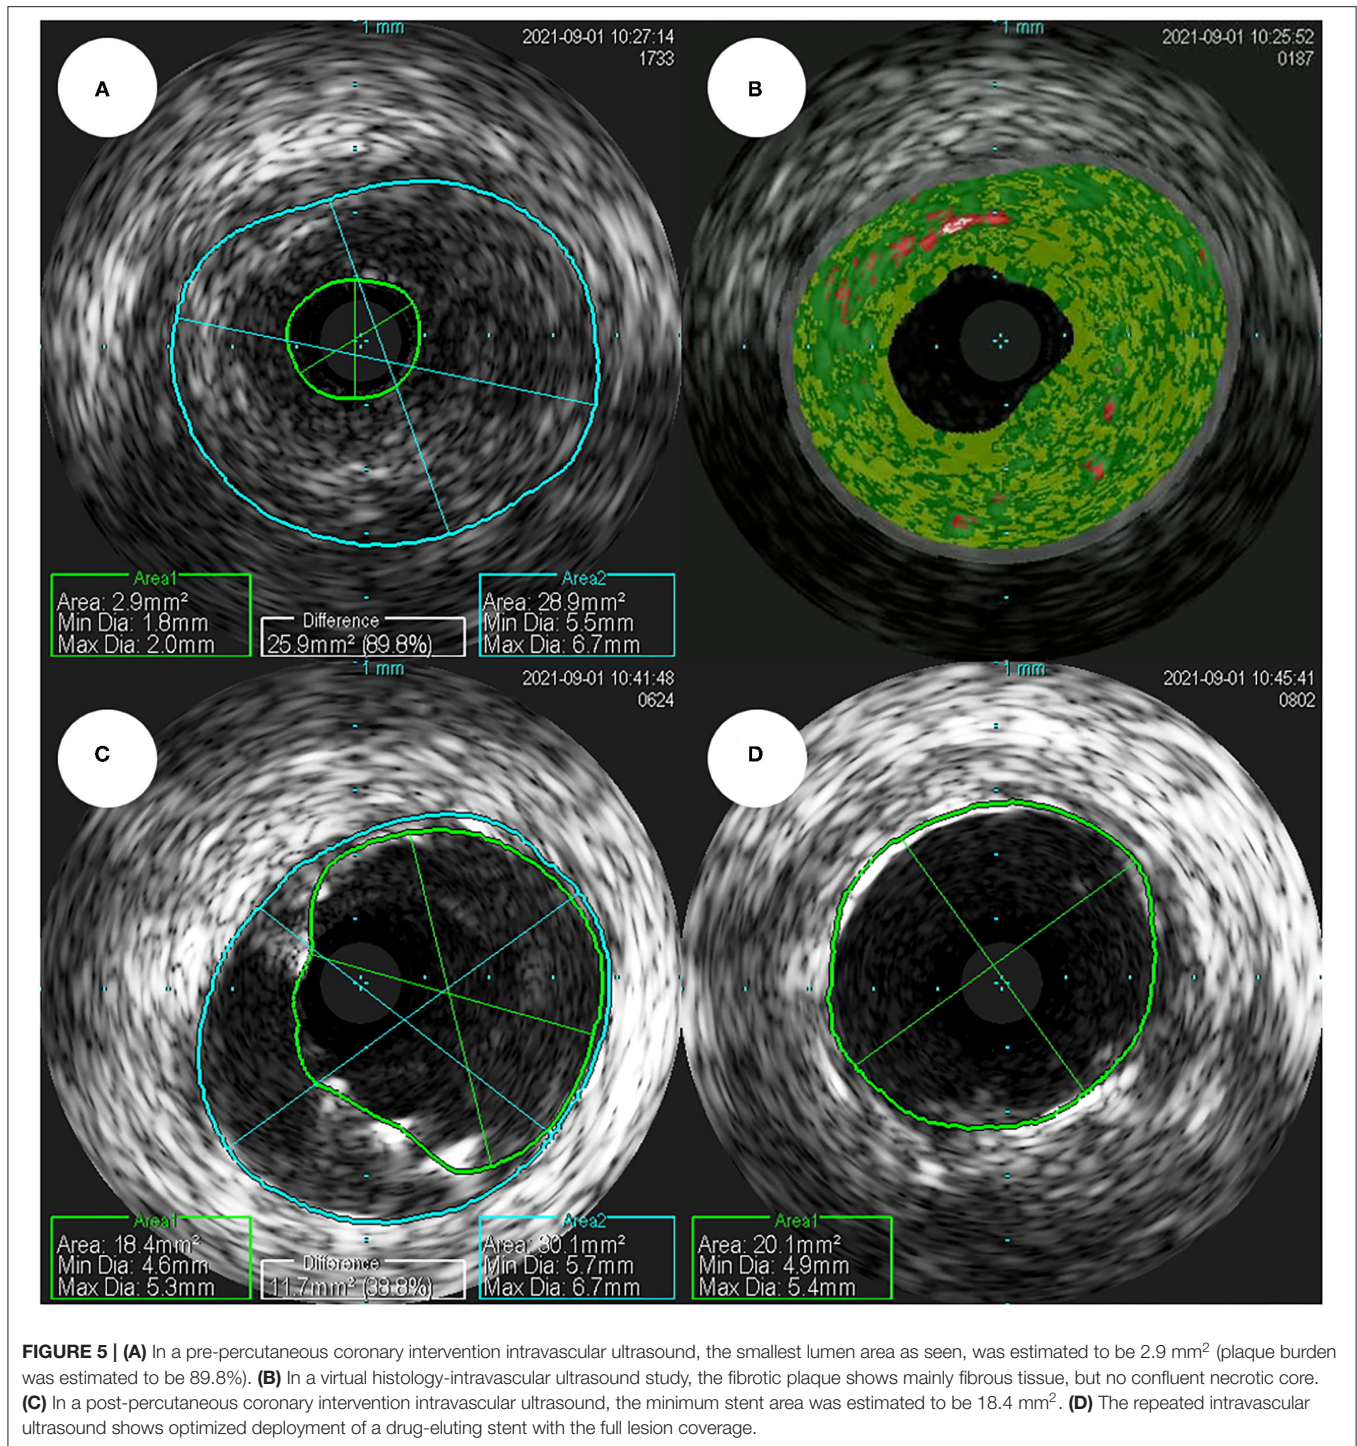 A
1 mm
2021-09-01 10:27:14
1733
B
1 mm
2021-09-01 10:25:52
0187
Area1
Area: 2.9mm²
Min Dia: 1.8mm
Max Dia: 2.0mm
Difference
25.9mm² (89.8%)
Area2
Area: 28.9mm²
Min Dia: 5.5mm
Max Dia: 6.7mm
C
1 mm
2021-09-01 10:41:48
0624
D
1 mm
2021-09-01 10:45:41
0802
Area1
Area: 18.4mm²
Min Dia: 4.6mm
Max Dia: 5.3mm
Difference
11.7mm² (38.8%)
Area2
Area: 30.1mm²
Min Dia: 5.7mm
Max Dia: 6.7mm
Area1
Area: 20.1mm²
Min Dia: 4.9mm
Max Dia: 5.4mm
FIGURE 5 | (A) In a pre-percutaneous coronary intervention intravascular ultrasound, the smallest lumen area as seen, was estimated to be 2.9 mm² (plaque burden
was estimated to be 89.8%). (B) In a virtual histology-intravascular ultrasound study, the fibrotic plaque shows mainly fibrous tissue, but no confluent necrotic core.
(C) In a post-percutaneous coronary intervention intravascular ultrasound, the minimum stent area was estimated to be 18.4 mm². (D) The repeated intravascular
ultrasound shows optimized deployment of a drug-eluting stent with the full lesion coverage.